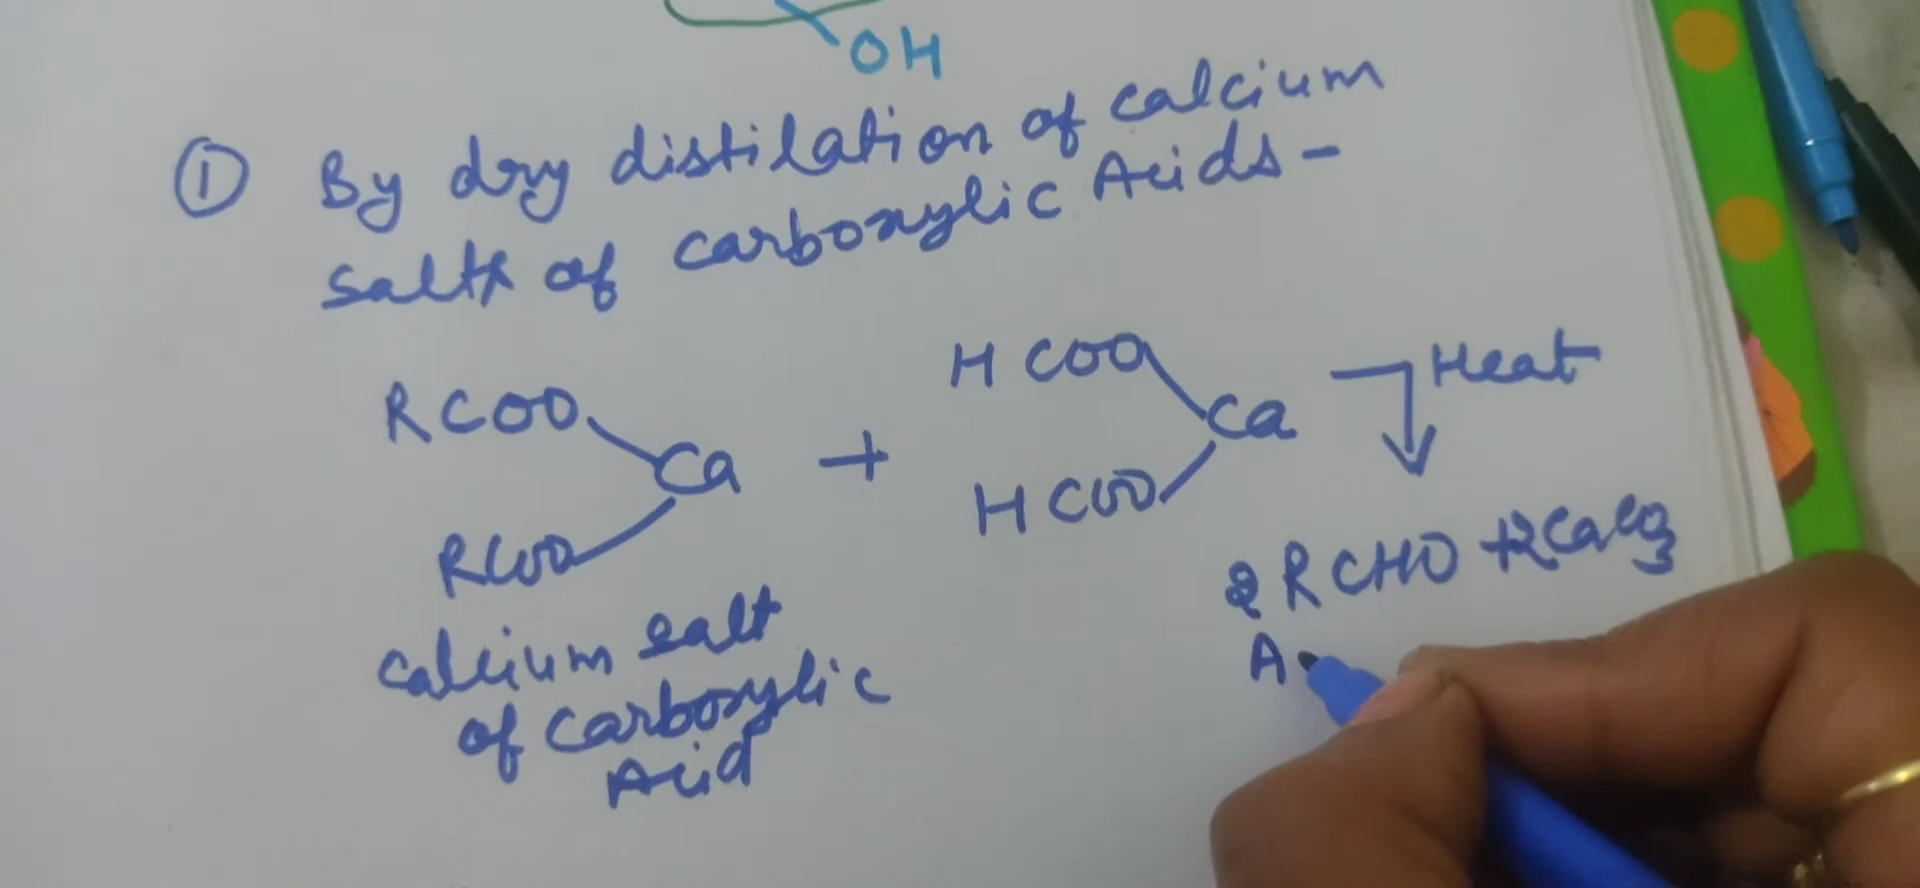 OH
① By dry distilation of calcium
salts of carboxylic Acids -
RCOO
RCOO
Ca + HCOO
HCOO
Ca Heat
2RCHO + 2CaCO3
A
calcium salt
of carboxylic
Acid